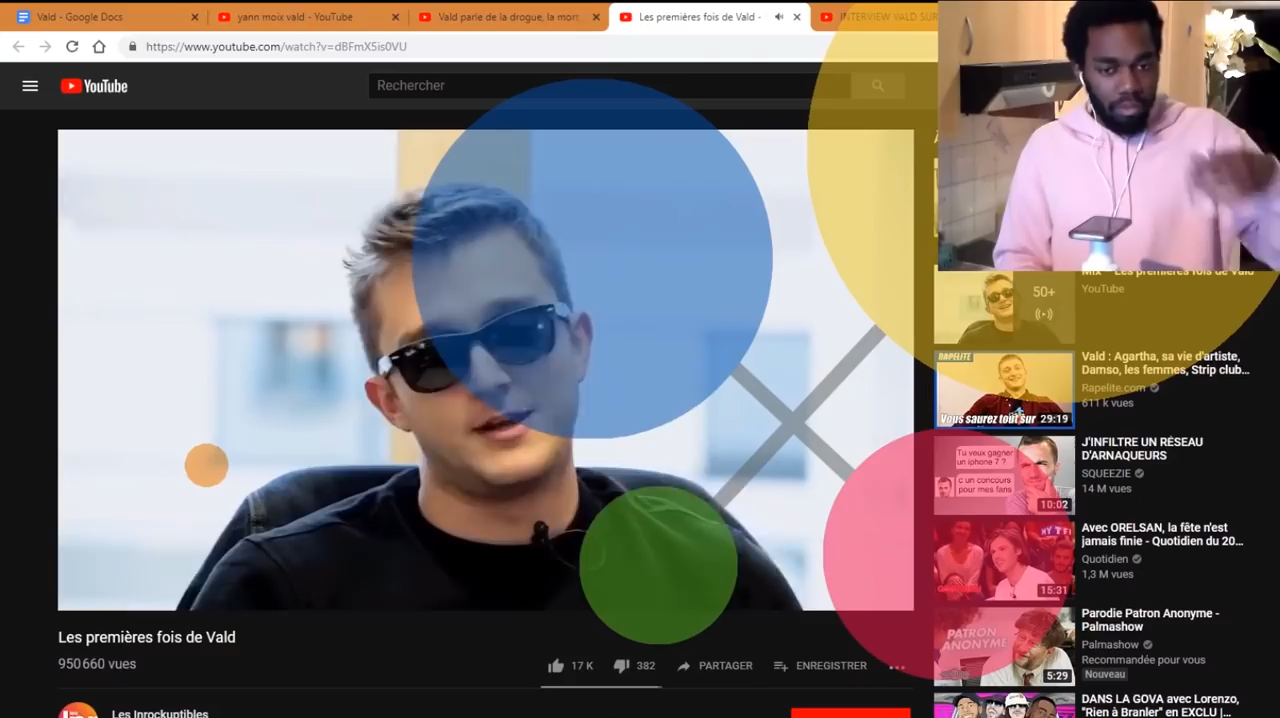 Vald - Google Docs
yann moix vald - YouTube
Vald parle de la drogue, la mort
Les premières fois de Vald -
INTERVIEW VALD SUR
https://www.youtube.com/watch?v=dBFmX5is0VU
YouTube
Rechercher
Mix - Les premières fois de Vald
YouTube
50+
RAPELITE
Vous saurez tout sur
29:19
Vald : Agartha, sa vie d'artiste,
Damso, les femmes, Strip club...
Rapelite.com
611 k vues
Tu veux gagner
un iphone 7 ?
c un concours
pour mes fans
10:02
J'INFILTRE UN RÉSEAU
D'ARNAQUEURS
SQUEEZIE
14 M vues
15:31
Avec ORELSAN, la fête n'est
jamais finie - Quotidien du 20...
Quotidien
1,3 M vues
PATRON
ANONYME
5:29
Parodie Patron Anonyme -
Palmashow
Palmashow
Recommandée pour vous
Nouveau
DANS LA GOVA avec Lorenzo,
"Rien à Branler" en EXCLU |...
Les premières fois de Vald
950 660 vues
17 K
382
PARTAGER
ENREGISTRER
Les Inrockuptibles